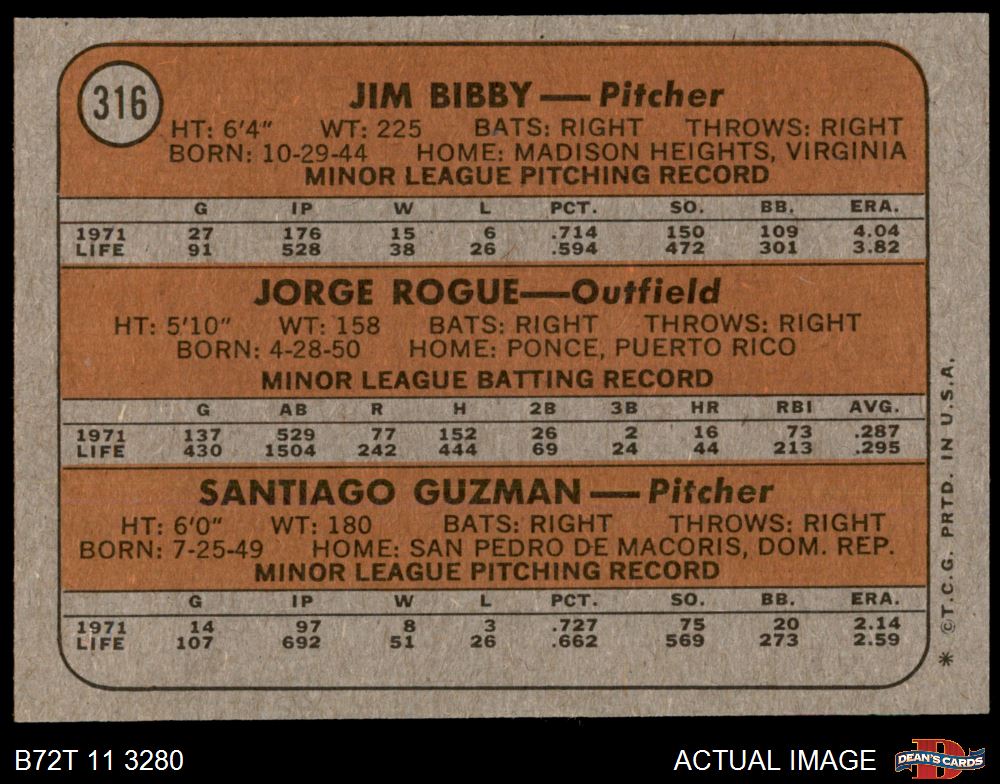 316
JIM BIBBY — Pitcher
HT: 6'4" WT: 225 BATS: RIGHT THROWS: RIGHT
BORN: 10-29-44 HOME: MADISON HEIGHTS, VIRGINIA
MINOR LEAGUE PITCHING RECORD
G IP W L PCT. SO. BB. ERA.
1971 27 176 15 6 .714 150 109 4.04
LIFE 91 528 38 26 .594 472 301 3.82
JORGE ROGUE—Outfield
HT: 5'10" WT: 158 BATS: RIGHT THROWS: RIGHT
BORN: 4-28-50 HOME: PONCE, PUERTO RICO
MINOR LEAGUE BATTING RECORD
G AB R H 2B 3B HR RBI AVG.
1971 137 529 77 152 26 2 16 73 .287
LIFE 430 1504 242 444 69 24 44 213 .295
SANTIAGO GUZMAN — Pitcher
HT: 6'0" WT: 180 BATS: RIGHT THROWS: RIGHT
BORN: 7-25-49 HOME: SAN PEDRO DE MACORIS, DOM. REP.
MINOR LEAGUE PITCHING RECORD
G IP W L PCT. SO. BB. ERA.
1971 14 97 8 3 .727 75 20 2.14
LIFE 107 692 51 26 .662 569 273 2.59
* ©T.C.G. PRTD. IN U.S.A.
B72T 11 3280
ACTUAL IMAGE
D
DEAN'S CARDS